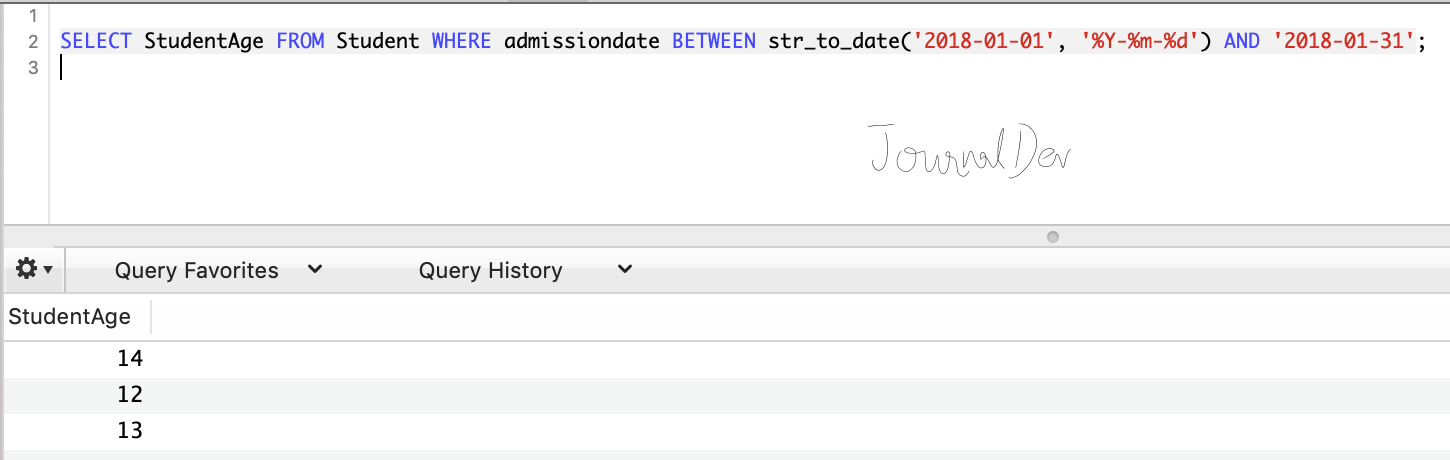 1
2 SELECT StudentAge FROM Student WHERE admissiondate BETWEEN str_to_date('2018-01-01', '%Y-%m-%d') AND '2018-01-31';
3
JournalDev
Query Favorites Query History
StudentAge
14
12
13